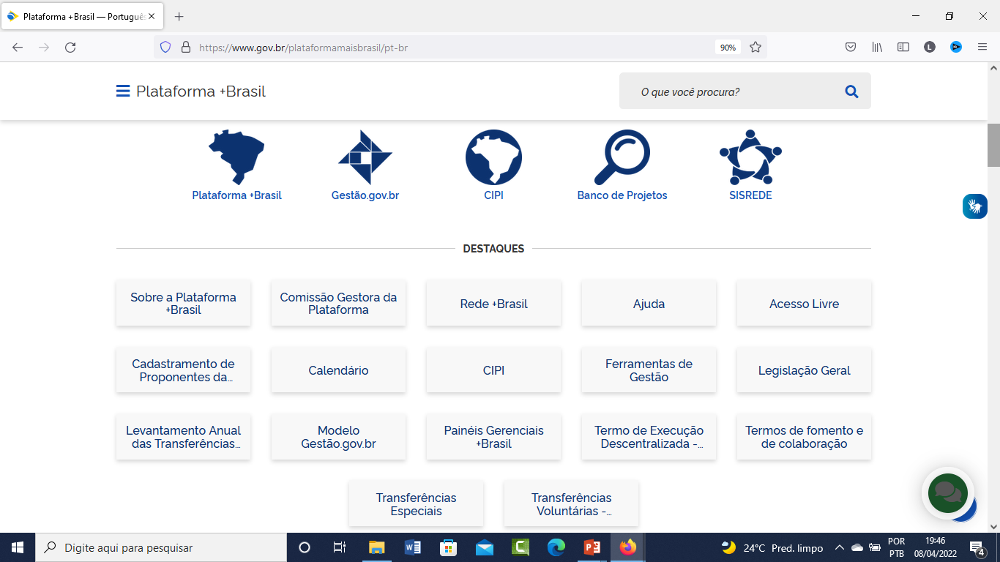 Plataforma +Brasil — Português
https://www.gov.br/plataformamaisbrasil/pt-br
90%
L
Plataforma +Brasil
O que você procura?
Plataforma +Brasil
Gestão.gov.br
CIPI
Banco de Projetos
SISREDE
DESTAQUES
Sobre a Plataforma
+Brasil
Comissão Gestora da
Plataforma
Rede +Brasil
Ajuda
Acesso Livre
Cadastramento de
Proponentes da...
Calendário
CIPI
Ferramentas de
Gestão
Legislação Geral
Levantamento Anual
das Transferências...
Modelo
Gestão.gov.br
Painéis Gerenciais
+Brasil
Termo de Execução
Descentralizada -...
Termos de fomento e
de colaboração
Transferências
Especiais
Transferências
Voluntárias -...
Digite aqui para pesquisar
24°C Pred. limpo
POR
PTB
19:46
08/04/2022
4